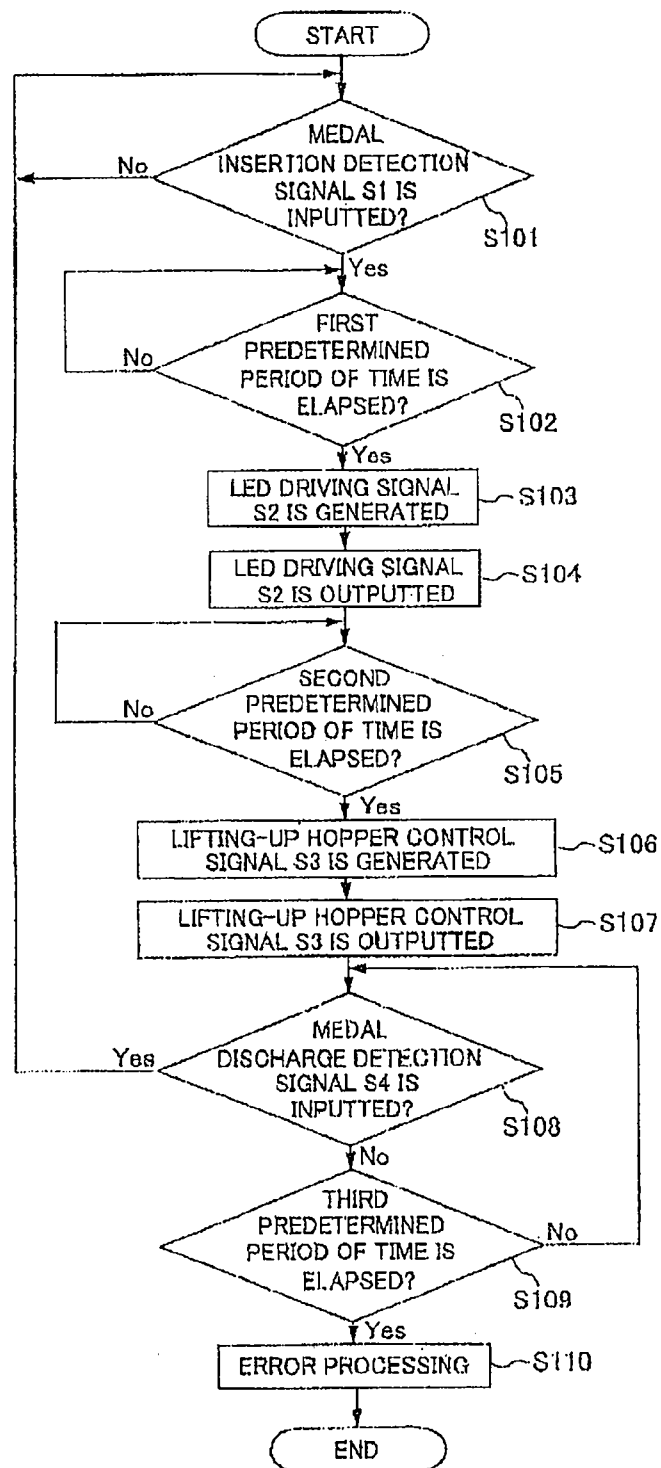 START
MEDAL
INSERTION DETECTION
SIGNAL S1 IS
INPUTTED?
No
S101
Yes
FIRST
PREDETERMINED
PERIOD OF TIME IS
ELAPSED?
No
S102
Yes
LED DRIVING SIGNAL
S2 IS GENERATED
S103
LED DRIVING SIGNAL
S2 IS OUTPUTTED
S104
SECOND
PREDETERMINED
PERIOD OF TIME IS
ELAPSED?
No
S105
Yes
LIFTING-UP HOPPER CONTROL
SIGNAL S3 IS GENERATED
S106
LIFTING-UP HOPPER CONTROL
SIGNAL S3 IS OUTPUTTED
S107
MEDAL
DISCHARGE DETECTION
SIGNAL S4 IS
INPUTTED?
Yes
S108
No
THIRD
PREDETERMINED
PERIOD OF TIME IS
ELAPSED?
No
S109
Yes
ERROR PROCESSING
S110
END